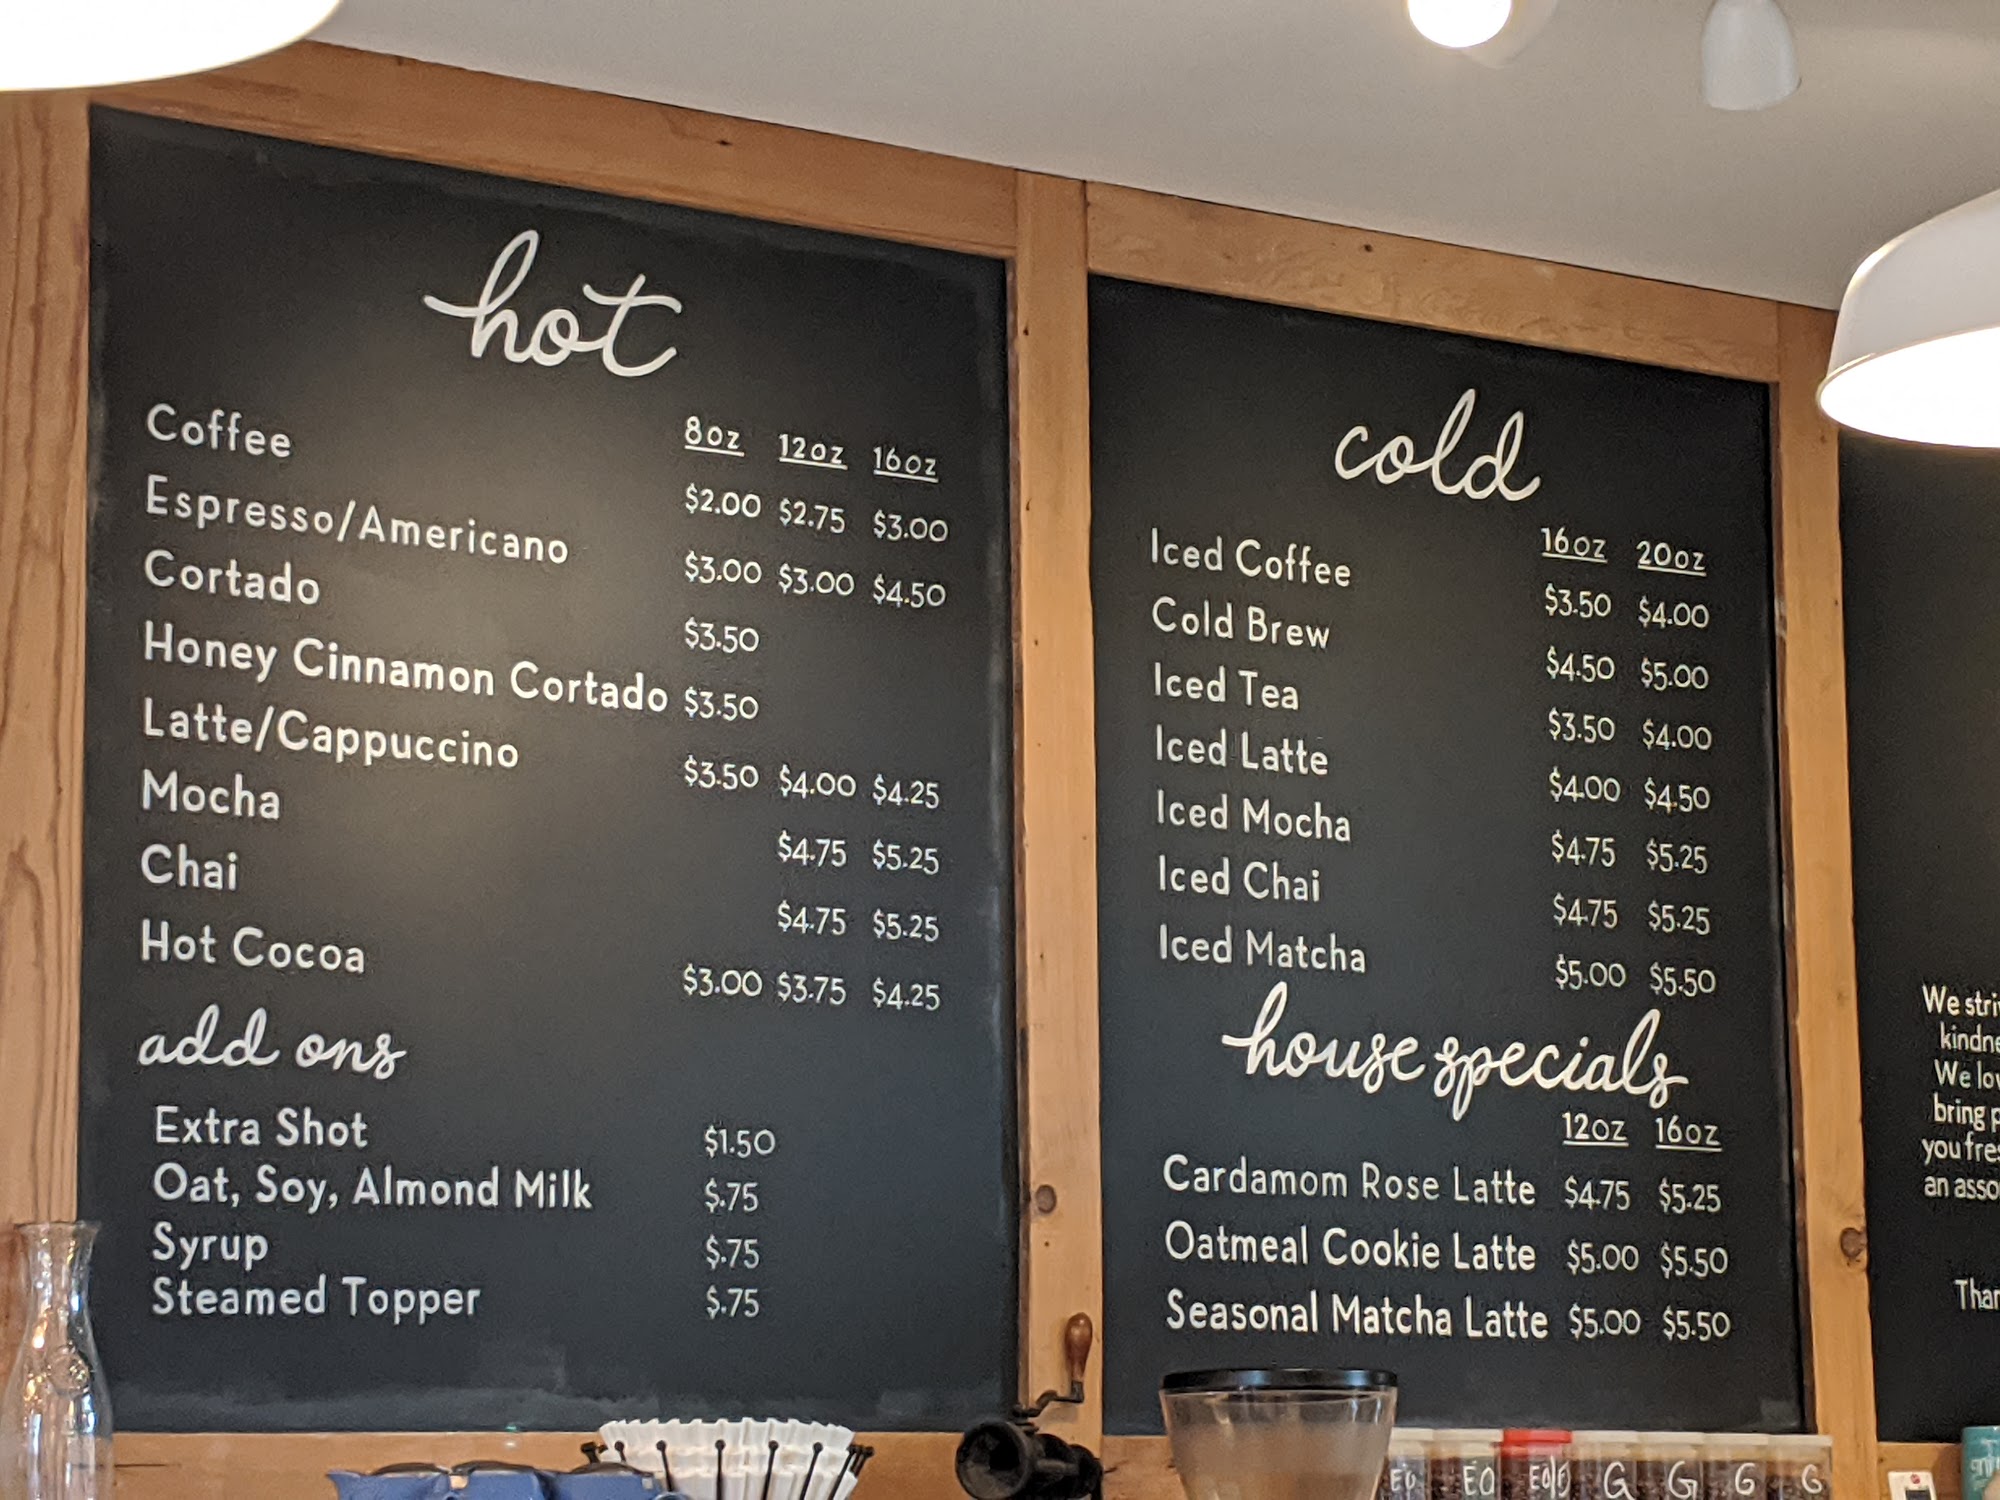 hot
8oz 12oz 16oz
Coffee $2.00 $2.75 $3.00
Espresso/Americano $3.00 $3.00 $4.50
Cortado $3.50
Honey Cinnamon Cortado $3.50
Latte/Cappuccino $3.50 $4.00 $4.25
Mocha $4.75 $5.25
Chai $4.75 $5.25
Hot Cocoa $3.00 $3.75 $4.25
add ons
Extra Shot $1.50
Oat, Soy, Almond Milk $.75
Syrup $.75
Steamed Topper $.75
cold
16oz 20oz
Iced Coffee $3.50 $4.00
Cold Brew $4.50 $5.00
Iced Tea $3.50 $4.00
Iced Latte $4.00 $4.50
Iced Mocha $4.75 $5.25
Iced Chai $4.75 $5.25
Iced Matcha $5.00 $5.50
house specials
12oz 16oz
Cardamom Rose Latte $4.75 $5.25
Oatmeal Cookie Latte $5.00 $5.50
Seasonal Matcha Latte $5.00 $5.50
We
We
bring
you
an
EO EO G G G G